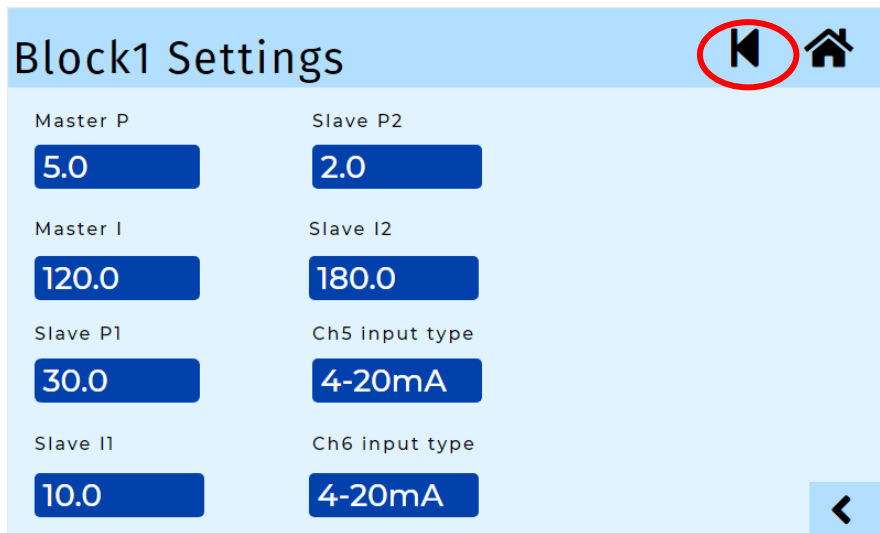 Block1 Settings
Master P
Slave P2
5.0
2.0
Master I
Slave I2
120.0
180.0
Slave P1
Ch5 input type
30.0
4-20mA
Slave I1
Ch6 input type
10.0
4-20mA